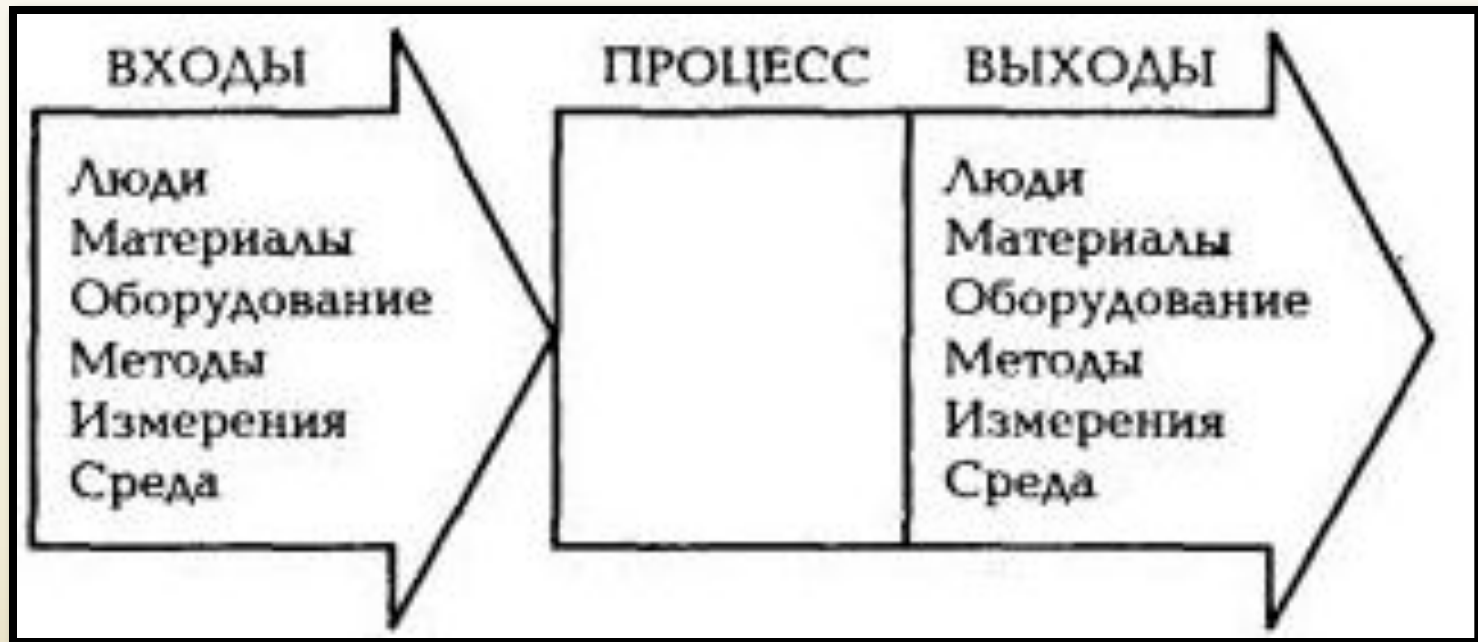 ВХОДЫ
Люди
Материалы
Оборудование
Методы
Измерения
Среда
ПРОЦЕСС
ВЫХОДЫ
Люди
Материалы
Оборудование
Методы
Измерения
Среда